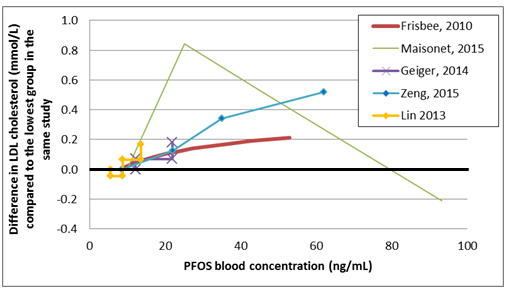 Difference in LDL cholesterol (mmol/L)
compared to the lowest group in the
same study
1.0
0.8
0.6
0.4
0.2
0.0
-0.2
-0.4
0
20
40
60
80
100
PFOS blood concentration (ng/mL)
Frisbee, 2010
Maisonet, 2015
Geiger, 2014
Zeng, 2015
Lin 2013